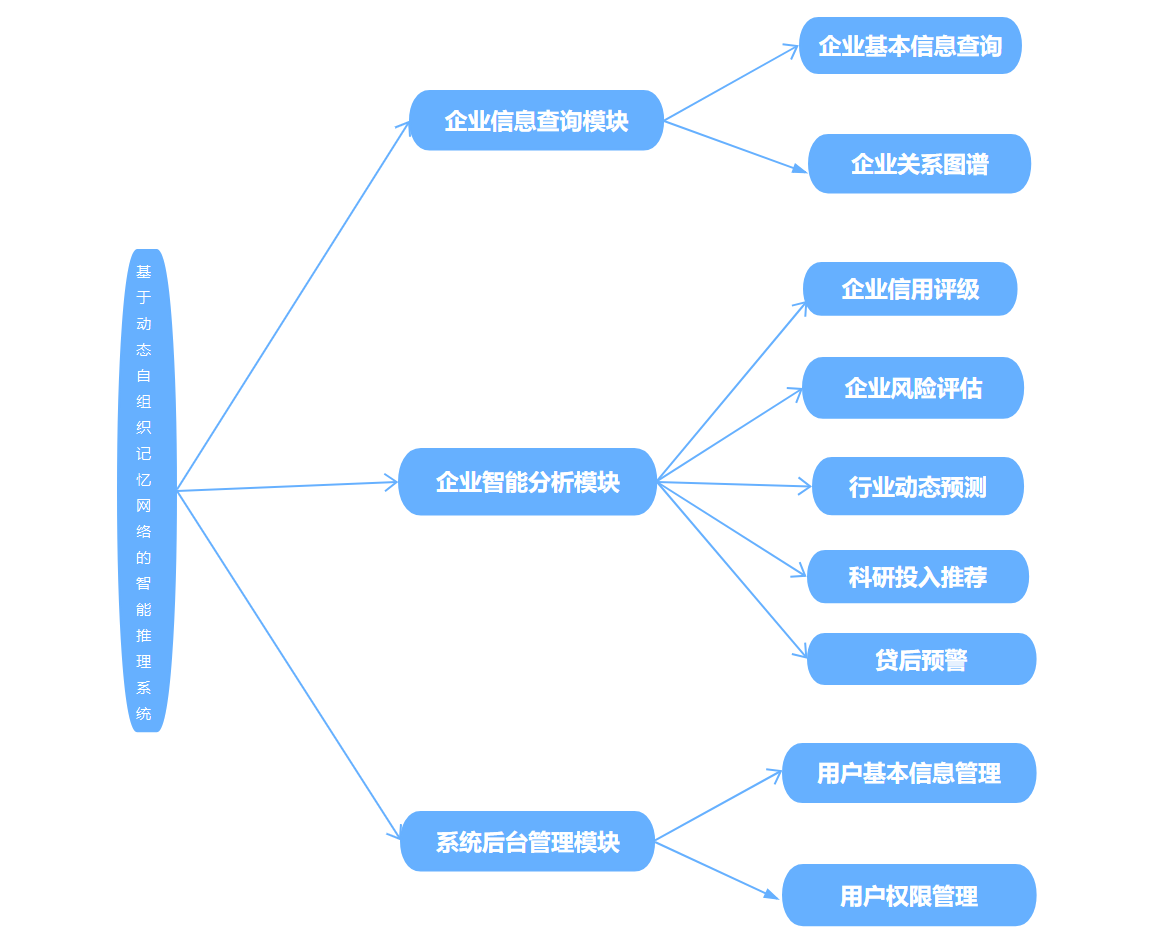 基于动态自组织记忆网络的智能推理系统
企业信息查询模块
企业基本信息查询
企业关系图谱
企业智能分析模块
企业信用评级
企业风险评估
行业动态预测
科研投入推荐
贷后预警
系统后台管理模块
用户基本信息管理
用户权限管理